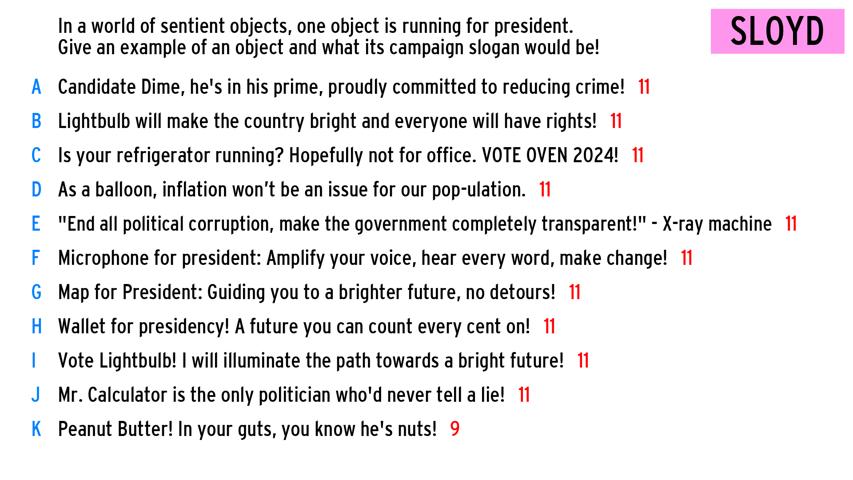 In a world of sentient objects, one object is running for president.
Give an example of an object and what its campaign slogan would be!
SLOYD
A Candidate Dime, he's in his prime, proudly committed to reducing crime! 11
B Lightbulb will make the country bright and everyone will have rights! 11
C Is your refrigerator running? Hopefully not for office. VOTE OVEN 2024! 11
D As a balloon, inflation won't be an issue for our pop-ulation. 11
E "End all political corruption, make the government completely transparent!" - X-ray machine 11
F Microphone for president: Amplify your voice, hear every word, make change! 11
G Map for President: Guiding you to a brighter future, no detours! 11
H Wallet for presidency! A future you can count every cent on! 11
I Vote Lightbulb! I will illuminate the path towards a bright future! 11
J Mr. Calculator is the only politician who'd never tell a lie! 11
K Peanut Butter! In your guts, you know he's nuts! 9